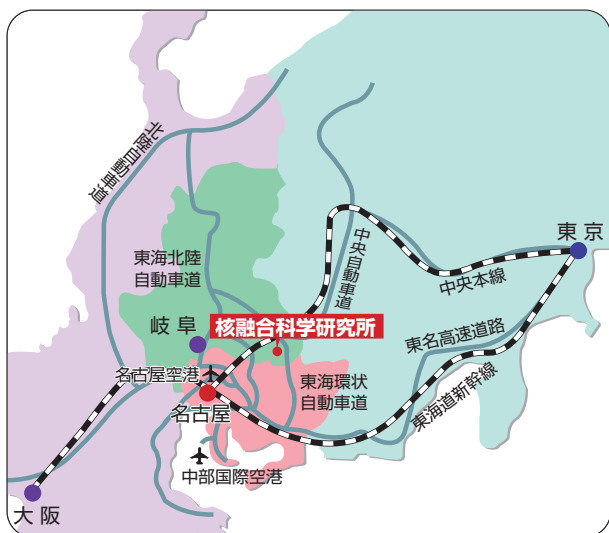 北陸自動車道
東京
中央自動車道
東海北陸
自動車道
中央本線
岐阜
核融合科学研究所
東名高速道路
名古屋空港
東海環状
自動車道
東海道新幹線
名古屋
中部国際空港
大阪